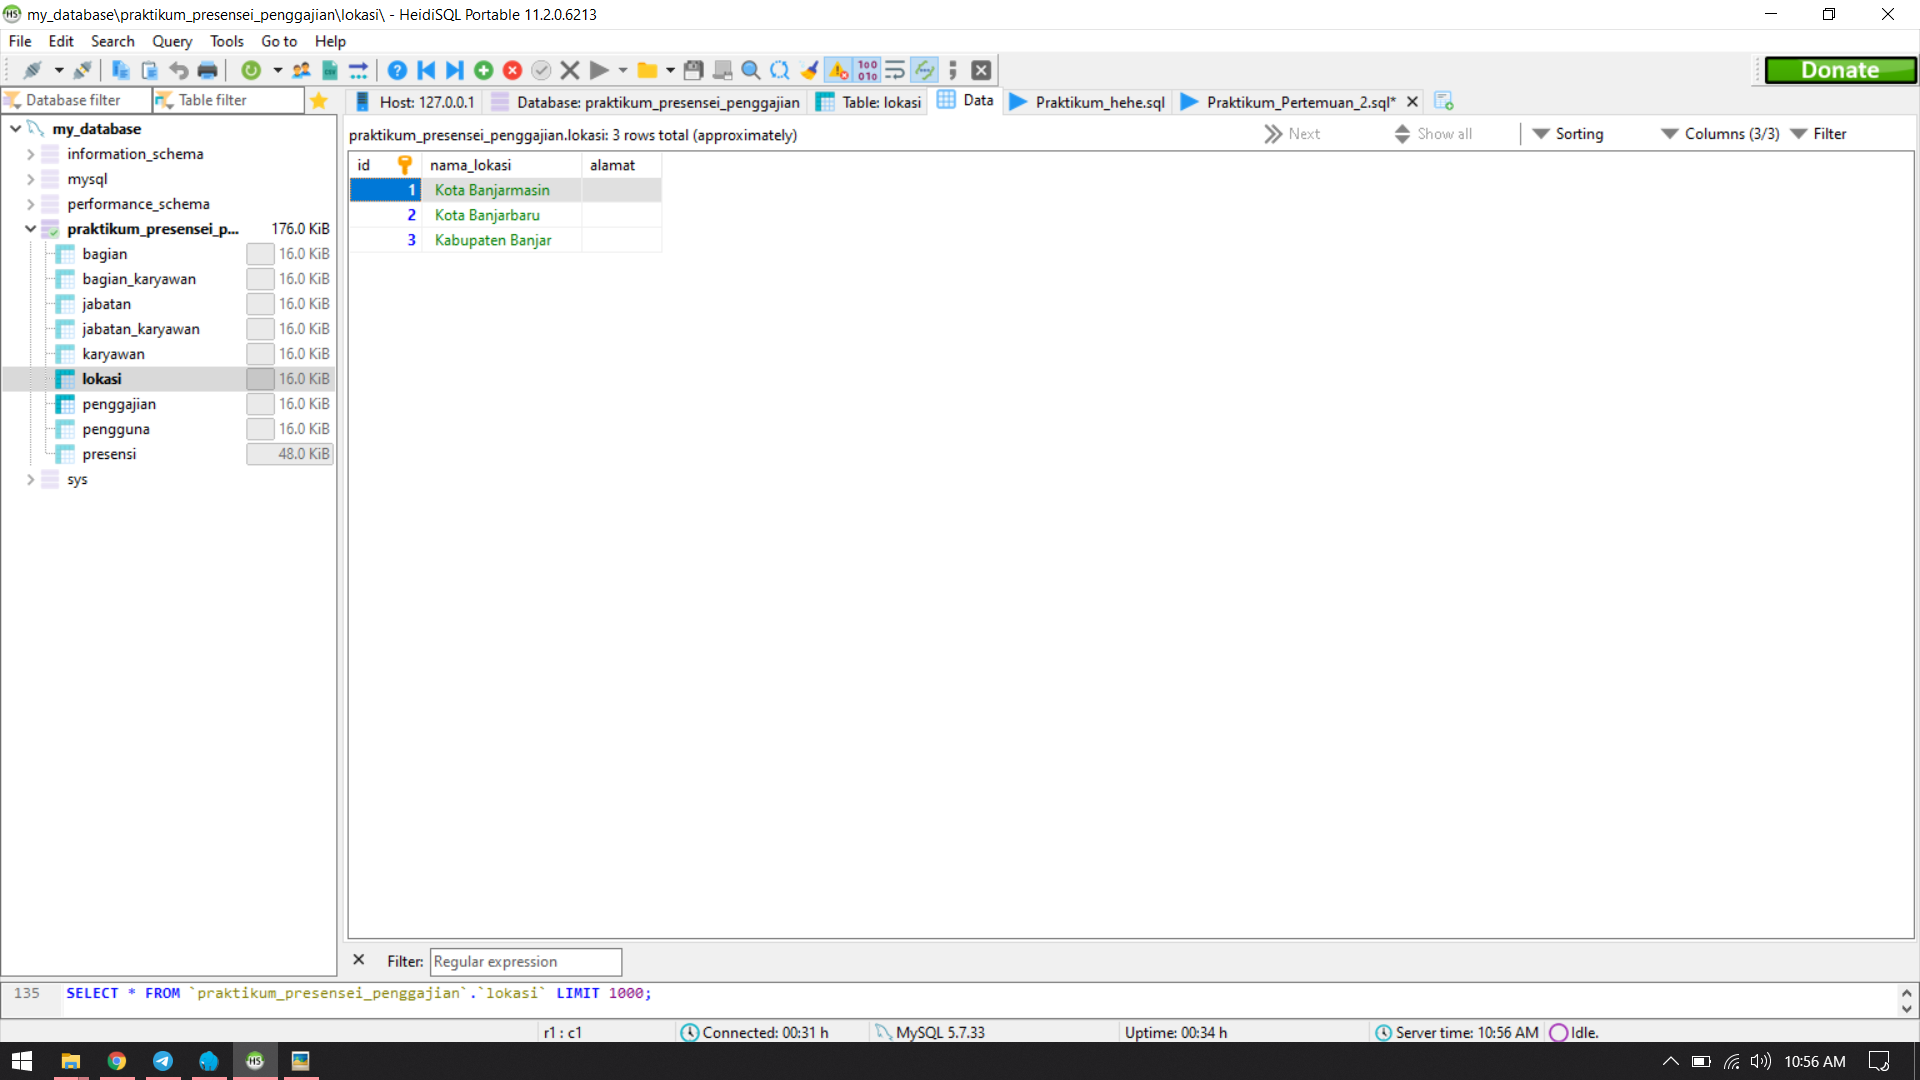 my_database\praktikum_presensei_penggajian\lokasi\ - HeidiSQL Portable 11.2.0.6213
File Edit Search Query Tools Go to Help
Donate
Database filter Table filter
Host: 127.0.0.1 Database: praktikum_presensei_penggajian Table: lokasi Data Praktikum_hehe.sql Praktikum_Pertemuan_2.sql*
my_database
information_schema
mysql
performance_schema
praktikum_presensei_p... 176.0 KiB
bagian 16.0 KiB
bagian_karyawan 16.0 KiB
jabatan 16.0 KiB
jabatan_karyawan 16.0 KiB
karyawan 16.0 KiB
lokasi 16.0 KiB
penggajian 16.0 KiB
pengguna 16.0 KiB
presensi 48.0 KiB
sys
praktikum_presensei_penggajian.lokasi: 3 rows total (approximately) Next Show all Sorting Columns (3/3) Filter
id nama_lokasi alamat
1 Kota Banjarmasin
2 Kota Banjarbaru
3 Kabupaten Banjar
Filter: Regular expression
135 SELECT * FROM `praktikum_presensei_penggajian`.`lokasi` LIMIT 1000;
r1 : c1 Connected: 00:31 h MySQL 5.7.33 Uptime: 00:34 h Server time: 10:56 AM Idle.
HS 10:56 AM